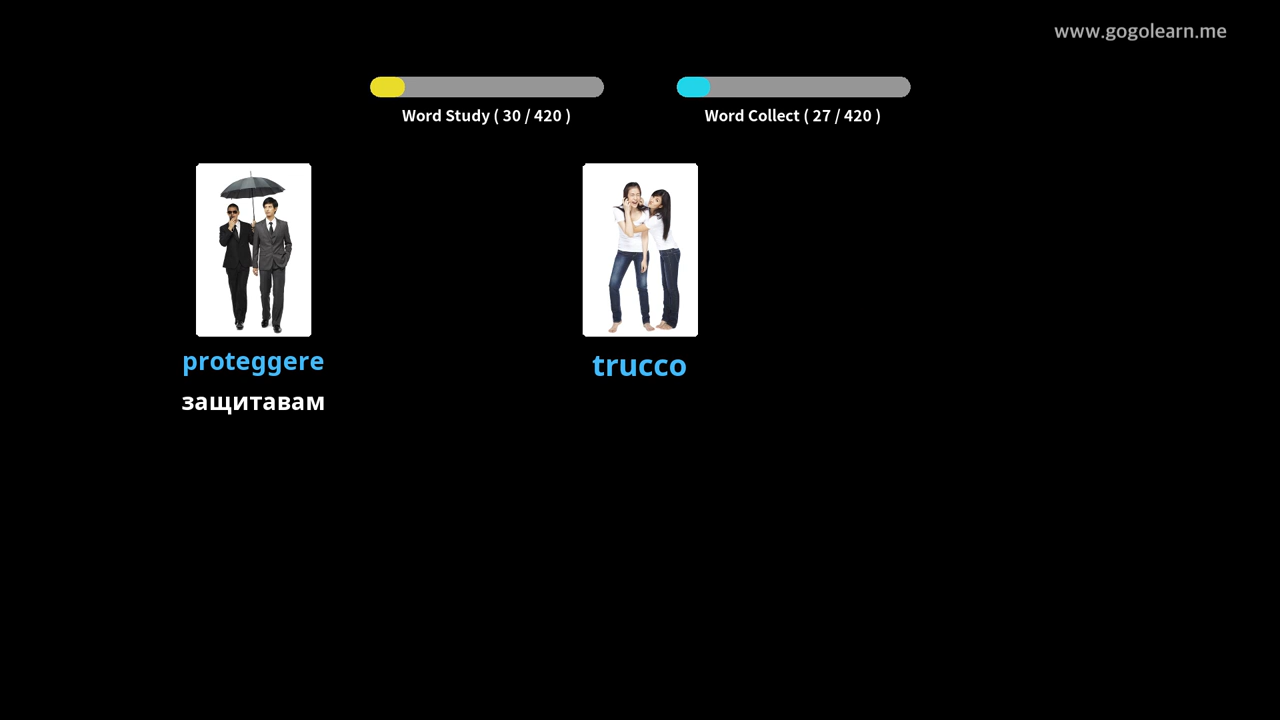 www.gogolearn.me
Word Study ( 30 / 420 )
Word Collect ( 27 / 420 )
proteggere
trucco
защитавам